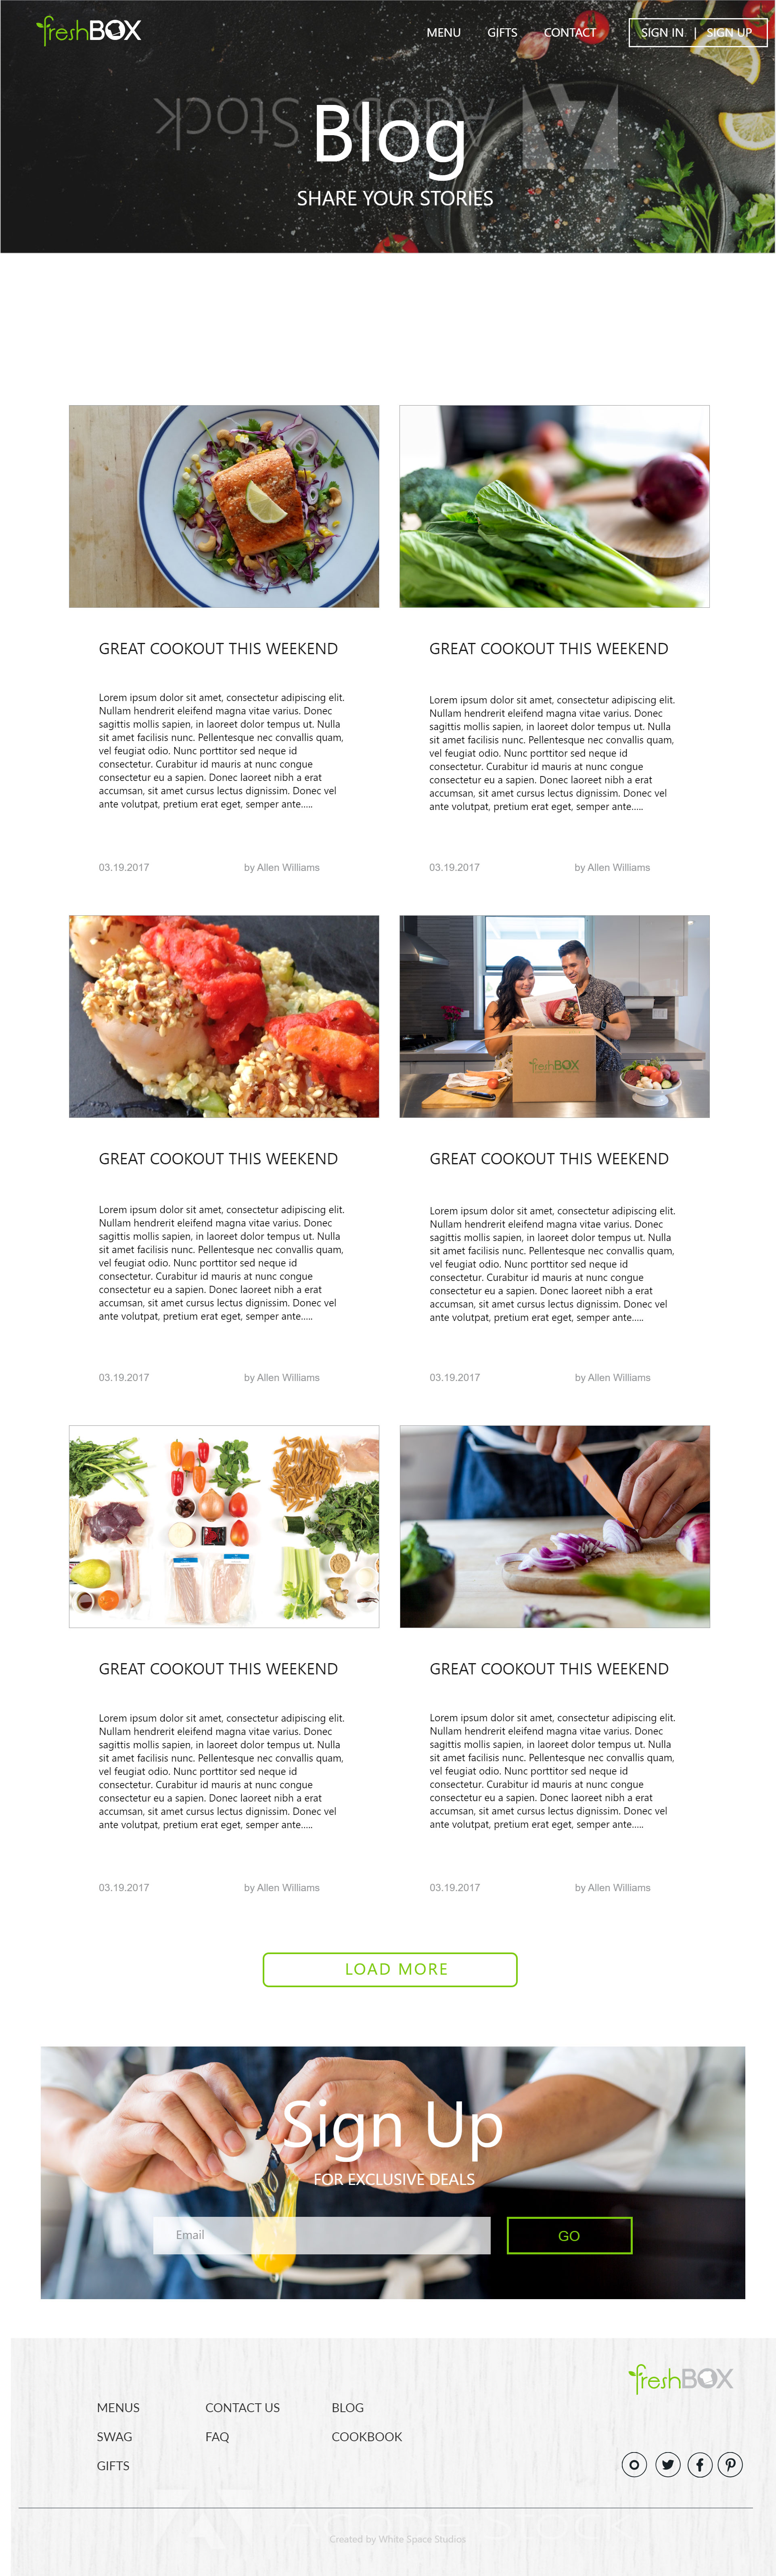 freshBOX
MENU GIFTS CONTACT SIGN IN | SIGN UP
Adobe Stock
Blog
SHARE YOUR STORIES
GREAT COOKOUT THIS WEEKEND
Lorem ipsum dolor sit amet, consectetur adipiscing elit.
Nullam hendrerit eleifend magna vitae varius. Donec
sagittis mollis sapien, in laoreet dolor tempus ut. Nulla
sit amet facilisis nunc. Pellentesque nec convallis quam,
vel feugiat odio. Nunc porttitor sed neque id
consectetur. Curabitur id mauris at nunc congue
consectetur eu a sapien. Donec laoreet nibh a erat
accumsan, sit amet cursus lectus dignissim. Donec vel
ante volutpat, pretium erat eget, semper ante.....
03.19.2017 by Allen Williams
GREAT COOKOUT THIS WEEKEND
Lorem ipsum dolor sit amet, consectetur adipiscing elit.
Nullam hendrerit eleifend magna vitae varius. Donec
sagittis mollis sapien, in laoreet dolor tempus ut. Nulla
sit amet facilisis nunc. Pellentesque nec convallis quam,
vel feugiat odio. Nunc porttitor sed neque id
consectetur. Curabitur id mauris at nunc congue
consectetur eu a sapien. Donec laoreet nibh a erat
accumsan, sit amet cursus lectus dignissim. Donec vel
ante volutpat, pretium erat eget, semper ante.....
03.19.2017 by Allen Williams
GREAT COOKOUT THIS WEEKEND
Lorem ipsum dolor sit amet, consectetur adipiscing elit.
Nullam hendrerit eleifend magna vitae varius. Donec
sagittis mollis sapien, in laoreet dolor tempus ut. Nulla
sit amet facilisis nunc. Pellentesque nec convallis quam,
vel feugiat odio. Nunc porttitor sed neque id
consectetur. Curabitur id mauris at nunc congue
consectetur eu a sapien. Donec laoreet nibh a erat
accumsan, sit amet cursus lectus dignissim. Donec vel
ante volutpat, pretium erat eget, semper ante.....
03.19.2017 by Allen Williams
freshBOX
GREAT COOKOUT THIS WEEKEND
Lorem ipsum dolor sit amet, consectetur adipiscing elit.
Nullam hendrerit eleifend magna vitae varius. Donec
sagittis mollis sapien, in laoreet dolor tempus ut. Nulla
sit amet facilisis nunc. Pellentesque nec convallis quam,
vel feugiat odio. Nunc porttitor sed neque id
consectetur. Curabitur id mauris at nunc congue
consectetur eu a sapien. Donec laoreet nibh a erat
accumsan, sit amet cursus lectus dignissim. Donec vel
ante volutpat, pretium erat eget, semper ante.....
03.19.2017 by Allen Williams
GREAT COOKOUT THIS WEEKEND
Lorem ipsum dolor sit amet, consectetur adipiscing elit.
Nullam hendrerit eleifend magna vitae varius. Donec
sagittis mollis sapien, in laoreet dolor tempus ut. Nulla
sit amet facilisis nunc. Pellentesque nec convallis quam,
vel feugiat odio. Nunc porttitor sed neque id
consectetur. Curabitur id mauris at nunc congue
consectetur eu a sapien. Donec laoreet nibh a erat
accumsan, sit amet cursus lectus dignissim. Donec vel
ante volutpat, pretium erat eget, semper ante.....
03.19.2017 by Allen Williams
GREAT COOKOUT THIS WEEKEND
Lorem ipsum dolor sit amet, consectetur adipiscing elit.
Nullam hendrerit eleifend magna vitae varius. Donec
sagittis mollis sapien, in laoreet dolor tempus ut. Nulla
sit amet facilisis nunc. Pellentesque nec convallis quam,
vel feugiat odio. Nunc porttitor sed neque id
consectetur. Curabitur id mauris at nunc congue
consectetur eu a sapien. Donec laoreet nibh a erat
accumsan, sit amet cursus lectus dignissim. Donec vel
ante volutpat, pretium erat eget, semper ante.....
03.19.2017 by Allen Williams
LOAD MORE
Sign Up
FOR EXCLUSIVE DEALS
Email GO
freshBOX
MENUS CONTACT US BLOG
SWAG FAQ COOKBOOK
GIFTS
Adobe Stock
Created by White Space Studios